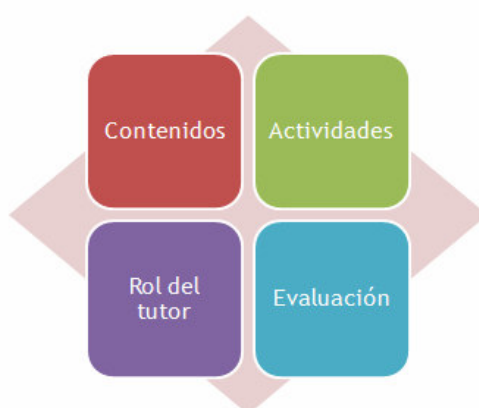 Contenidos
Actividades
Rol del
tutor
Evaluación